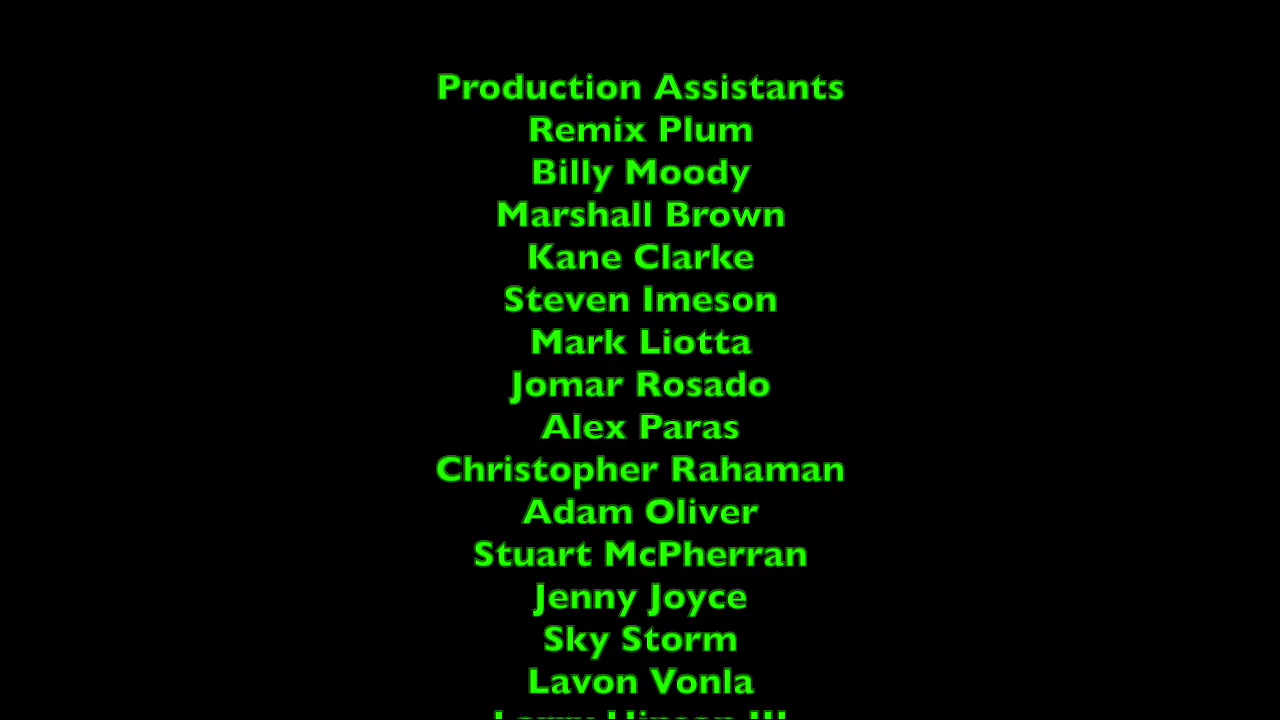 Production Assistants
Remix Plum
Billy Moody
Marshall Brown
Kane Clarke
Steven Imeson
Mark Liotta
Jomar Rosado
Alex Paras
Christopher Rahaman
Adam Oliver
Stuart McPherran
Jenny Joyce
Sky Storm
Lavon Vonla